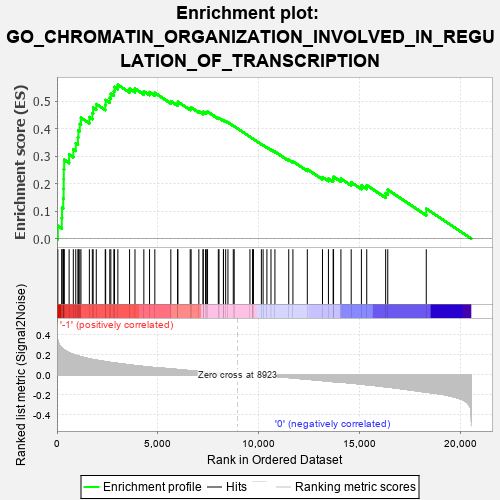 Enrichment plot:
GO_CHROMATIN_ORGANIZATION_INVOLVED_IN_REGU
LATION_OF_TRANSCRIPTION
Enrichment score (ES)
0.5
0.4
0.3
0.2
0.1
0.0
'-1' (positively correlated)
Ranked list metric (Signal2Noise)
0.4
0.2
0.0
-0.2
-0.4
Zero cross at 8923
'0' (negatively correlated)
0
5,000
10,000
15,000
20,000
Rank in Ordered Dataset
Enrichment profile
Hits
Ranking metric scores